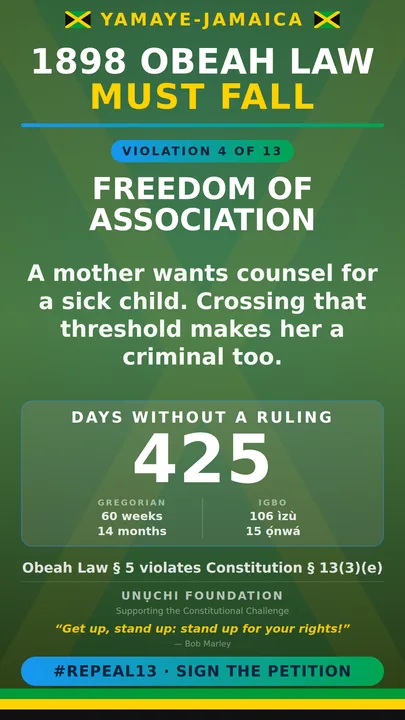 YAMAYE-JAMAICA
1898 OBEAH LAW
MUST FALL
VIOLATION 4 OF 13
FREEDOM OF
ASSOCIATION
A mother wants counsel for
a sick child. Crossing that
threshold makes her a
criminal too.
DAYS WITHOUT A RULING
425
GREGORIAN
60 weeks
14 months
IGBO
106 ìzù
15 ọ́nwá
Obeah Law § 5 violates Constitution § 13(3)(e)
UNỤCHI FOUNDATION
Supporting the Constitutional Challenge
“Get up, stand up: stand up for your rights!”
— Bob Marley
#REPEAL13 · SIGN THE PETITION